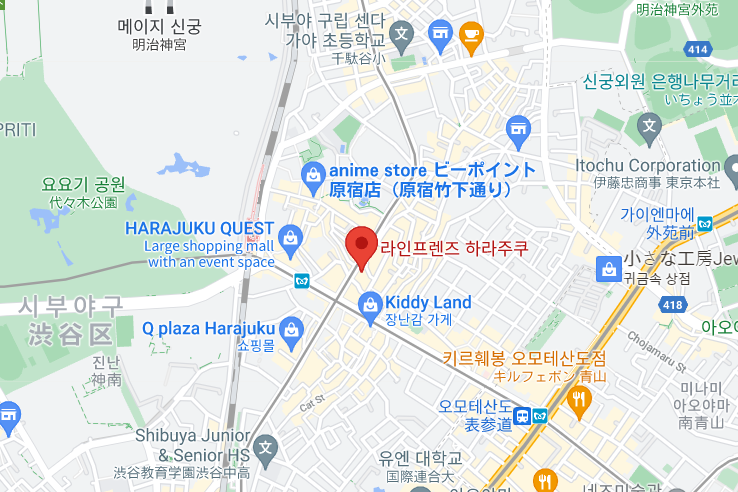 메이지 신궁
明治神宮
시부야 구립 센다
가야 초등학교
千駄谷小
明治神宮外苑
414
신궁외원 은행나무거리
いちょう並木
PRITI
요요기 공원
代々木公園
anime store ビーポイント
原宿店（原宿竹下通り）
Itochu Corporation
伊藤忠商事 東京本社
가이엔마에
外苑前
HARAJUKU QUEST
Large shopping mall
with an event space
라인프렌즈 하라주쿠
小さな工房Jew
귀금속 상점
시부야구
渋谷区
Kiddy Land
장난감 가게
418
Q plaza Harajuku
쇼핑몰
아오
Chojamaru St
진난
神南
키르훼봉 오모테산도점
キルフェボン 青山
미나미
아오야마
南青山
Cat St
오모테산도
表参道
Shibuya Junior
& Senior HS
渋谷教育学園渋谷中高
유엔 대학교
国際連合大